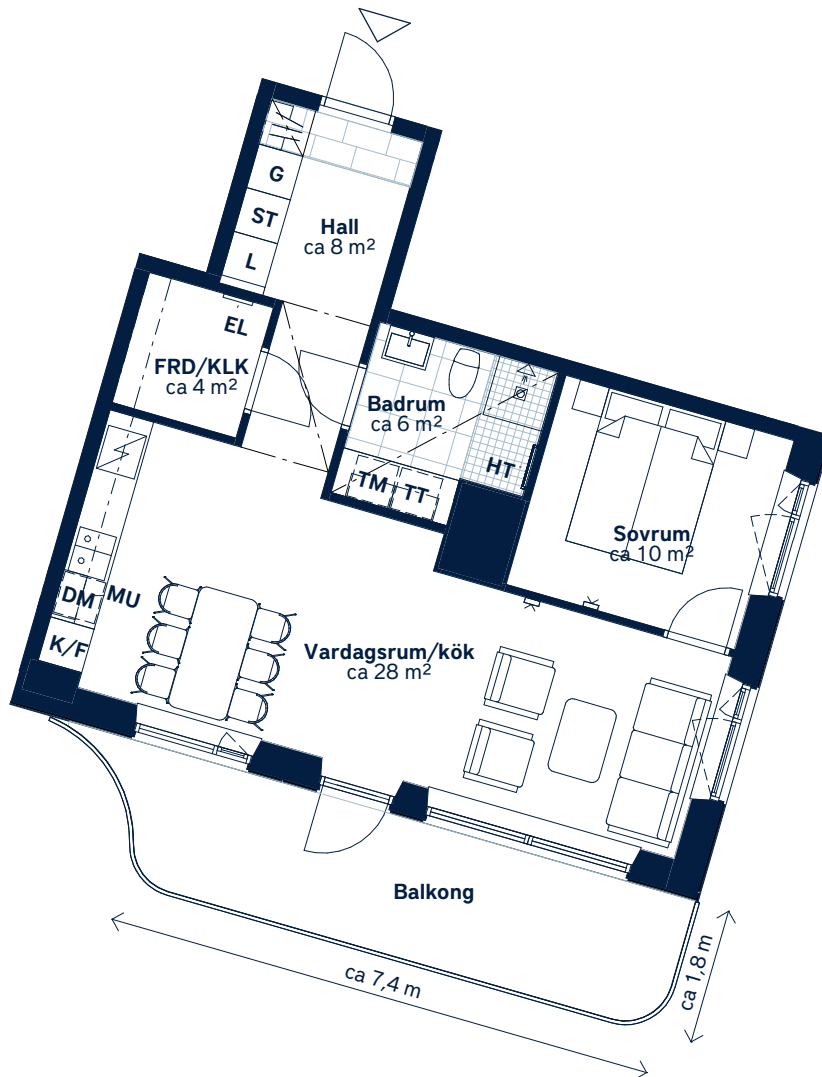 G
ST
L
Hall
ca 8 m²
EL
FRD/KLK
ca 4 m²
Badrum
ca 6 m²
HT
TM
TT
Sovrum
ca 10 m²
DM
MU
K/F
Vardagsrum/kök
ca 28 m²
Balkong
ca 7,4 m
ca 1,8 m